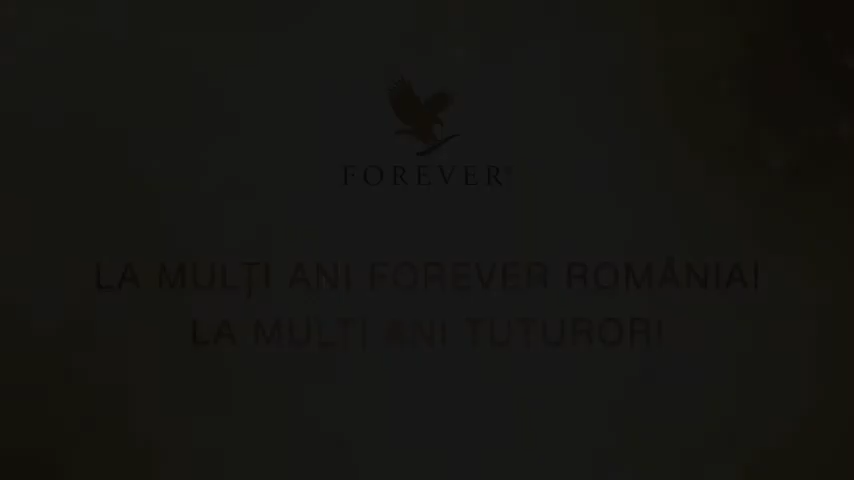 FOREVER®
LA MULȚI ANI FOREVER ROMÂNIA!
LA MULȚI ANI TUTUROR!